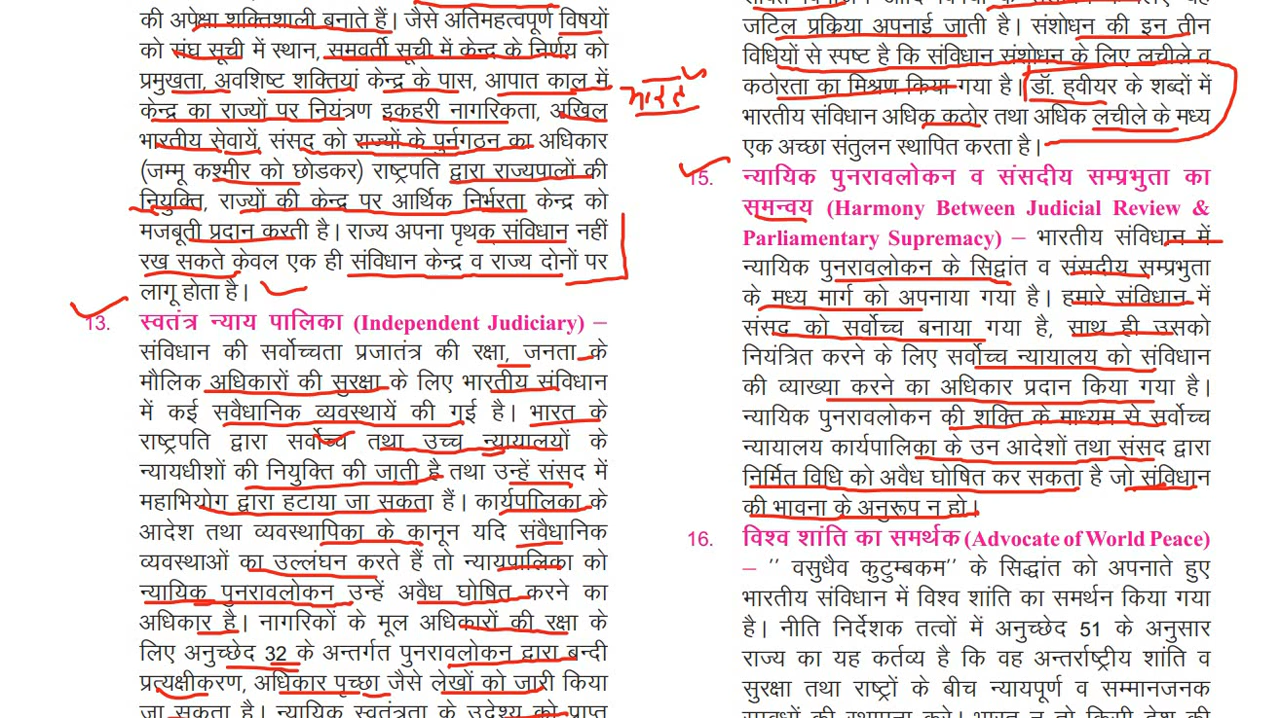 की अपेक्षा शक्तिशाली बनाते हैं। जैसे अतिमहत्वपूर्ण विषयों
को संघ सूची में स्थान, समवर्ती सूची में केन्द्र के निर्णय को
प्रमुखता, अवशिष्ट शक्तियां केन्द्र के पास, आपात काल में
केन्द्र का राज्यों पर नियंत्रण इकहरी नागरिकता, अखिल
भारतीय सेवायें, संसद को राज्यों के पुर्नगठन का अधिकार
(जम्मू कश्मीर को छोडकर) राष्ट्रपति द्वारा राज्यपालों की
नियुक्ति, राज्यों की केन्द्र पर आर्थिक निर्भरता केन्द्र को
मजबूती प्रदान करती है। राज्य अपना पृथक संविधान नहीं
रख सकते केवल एक ही संविधान केन्द्र व राज्य दोनों पर
लागू होता है।
13. स्वतंत्र न्याय पालिका (Independent Judiciary) –
संविधान की सर्वोच्चता प्रजातंत्र की रक्षा, जनता के
मौलिक अधिकारों की सुरक्षा के लिए भारतीय संविधान
में कई सवैधानिक व्यवस्थायें की गई है। भारत के
राष्ट्रपति द्वारा सर्वोच्च तथा उच्च न्यायालयों के
न्यायधीशों की नियुक्ति की जाती है तथा उन्हें संसद में
महाभियोग द्वारा हटाया जा सकता हैं। कार्यपालिका के
आदेश तथा व्यवस्थापिका के कानून यदि संवैधानिक
व्यवस्थाओं का उल्लंघन करते हैं तो न्यायपालिका को
न्यायिक पुनरावलोकन उन्हें अवैध घोषित करने का
अधिकार है। नागरिकों के मूल अधिकारों की रक्षा के
लिए अनुच्छेद 32 के अन्तर्गत पुनरावलोकन द्वारा बन्दी
प्रत्यक्षीकरण, अधिकार पृच्छा जैसे लेखों को जारी किया
जा सकता है। न्यायिक स्वतंत्रता के उदेश्य को प्राप्त
भारत
जटिल प्रक्रिया अपनाई जाती है। संशोधन की इन तीन
विधियों से स्पष्ट है कि संविधान संशोधन के लिए लचीले व
कठोरता का मिश्रण किया गया है। डॉ. ह्वीयर के शब्दों में
भारतीय संविधान अधिक कठोर तथा अधिक लचीले के मध्य
एक अच्छा संतुलन स्थापित करता है।
15. न्यायिक पुनरावलोकन व संसदीय सम्प्रभुता का
समन्वय (Harmony Between Judicial Review &
Parliamentary Supremacy) – भारतीय संविधान में
न्यायिक पुनरावलोकन के सिद्वांत व संसदीय सम्प्रभुता
के मध्य मार्ग को अपनाया गया है। हमारे संविधान में
संसद को सर्वोच्च बनाया गया है, साथ ही उसको
नियंत्रित करने के लिए सर्वोच्च न्यायालय को संविधान
की व्याख्या करने का अधिकार प्रदान किया गया है।
न्यायिक पुनरावलोकन की शक्ति के माध्यम से सर्वोच्च
न्यायालय कार्यपालिका के उन आदेशों तथा संसद द्वारा
निर्मित विधि को अवैध घोषित कर सकता है जो संविधान
की भावना के अनुरूप न हो।
16. विश्व शांति का समर्थक (Advocate of World Peace)
– '' वसुधैव कुटुम्बकम'' के सिद्धांत को अपनाते हुए
भारतीय संविधान में विश्व शांति का समर्थन किया गया
है। नीति निर्देशक तत्वों में अनुच्छेद 51 के अनुसार
राज्य का यह कर्तव्य है कि वह अन्तर्राष्ट्रीय शांति व
सुरक्षा तथा राष्ट्रों के बीच न्यायपूर्ण व सम्मानजनक